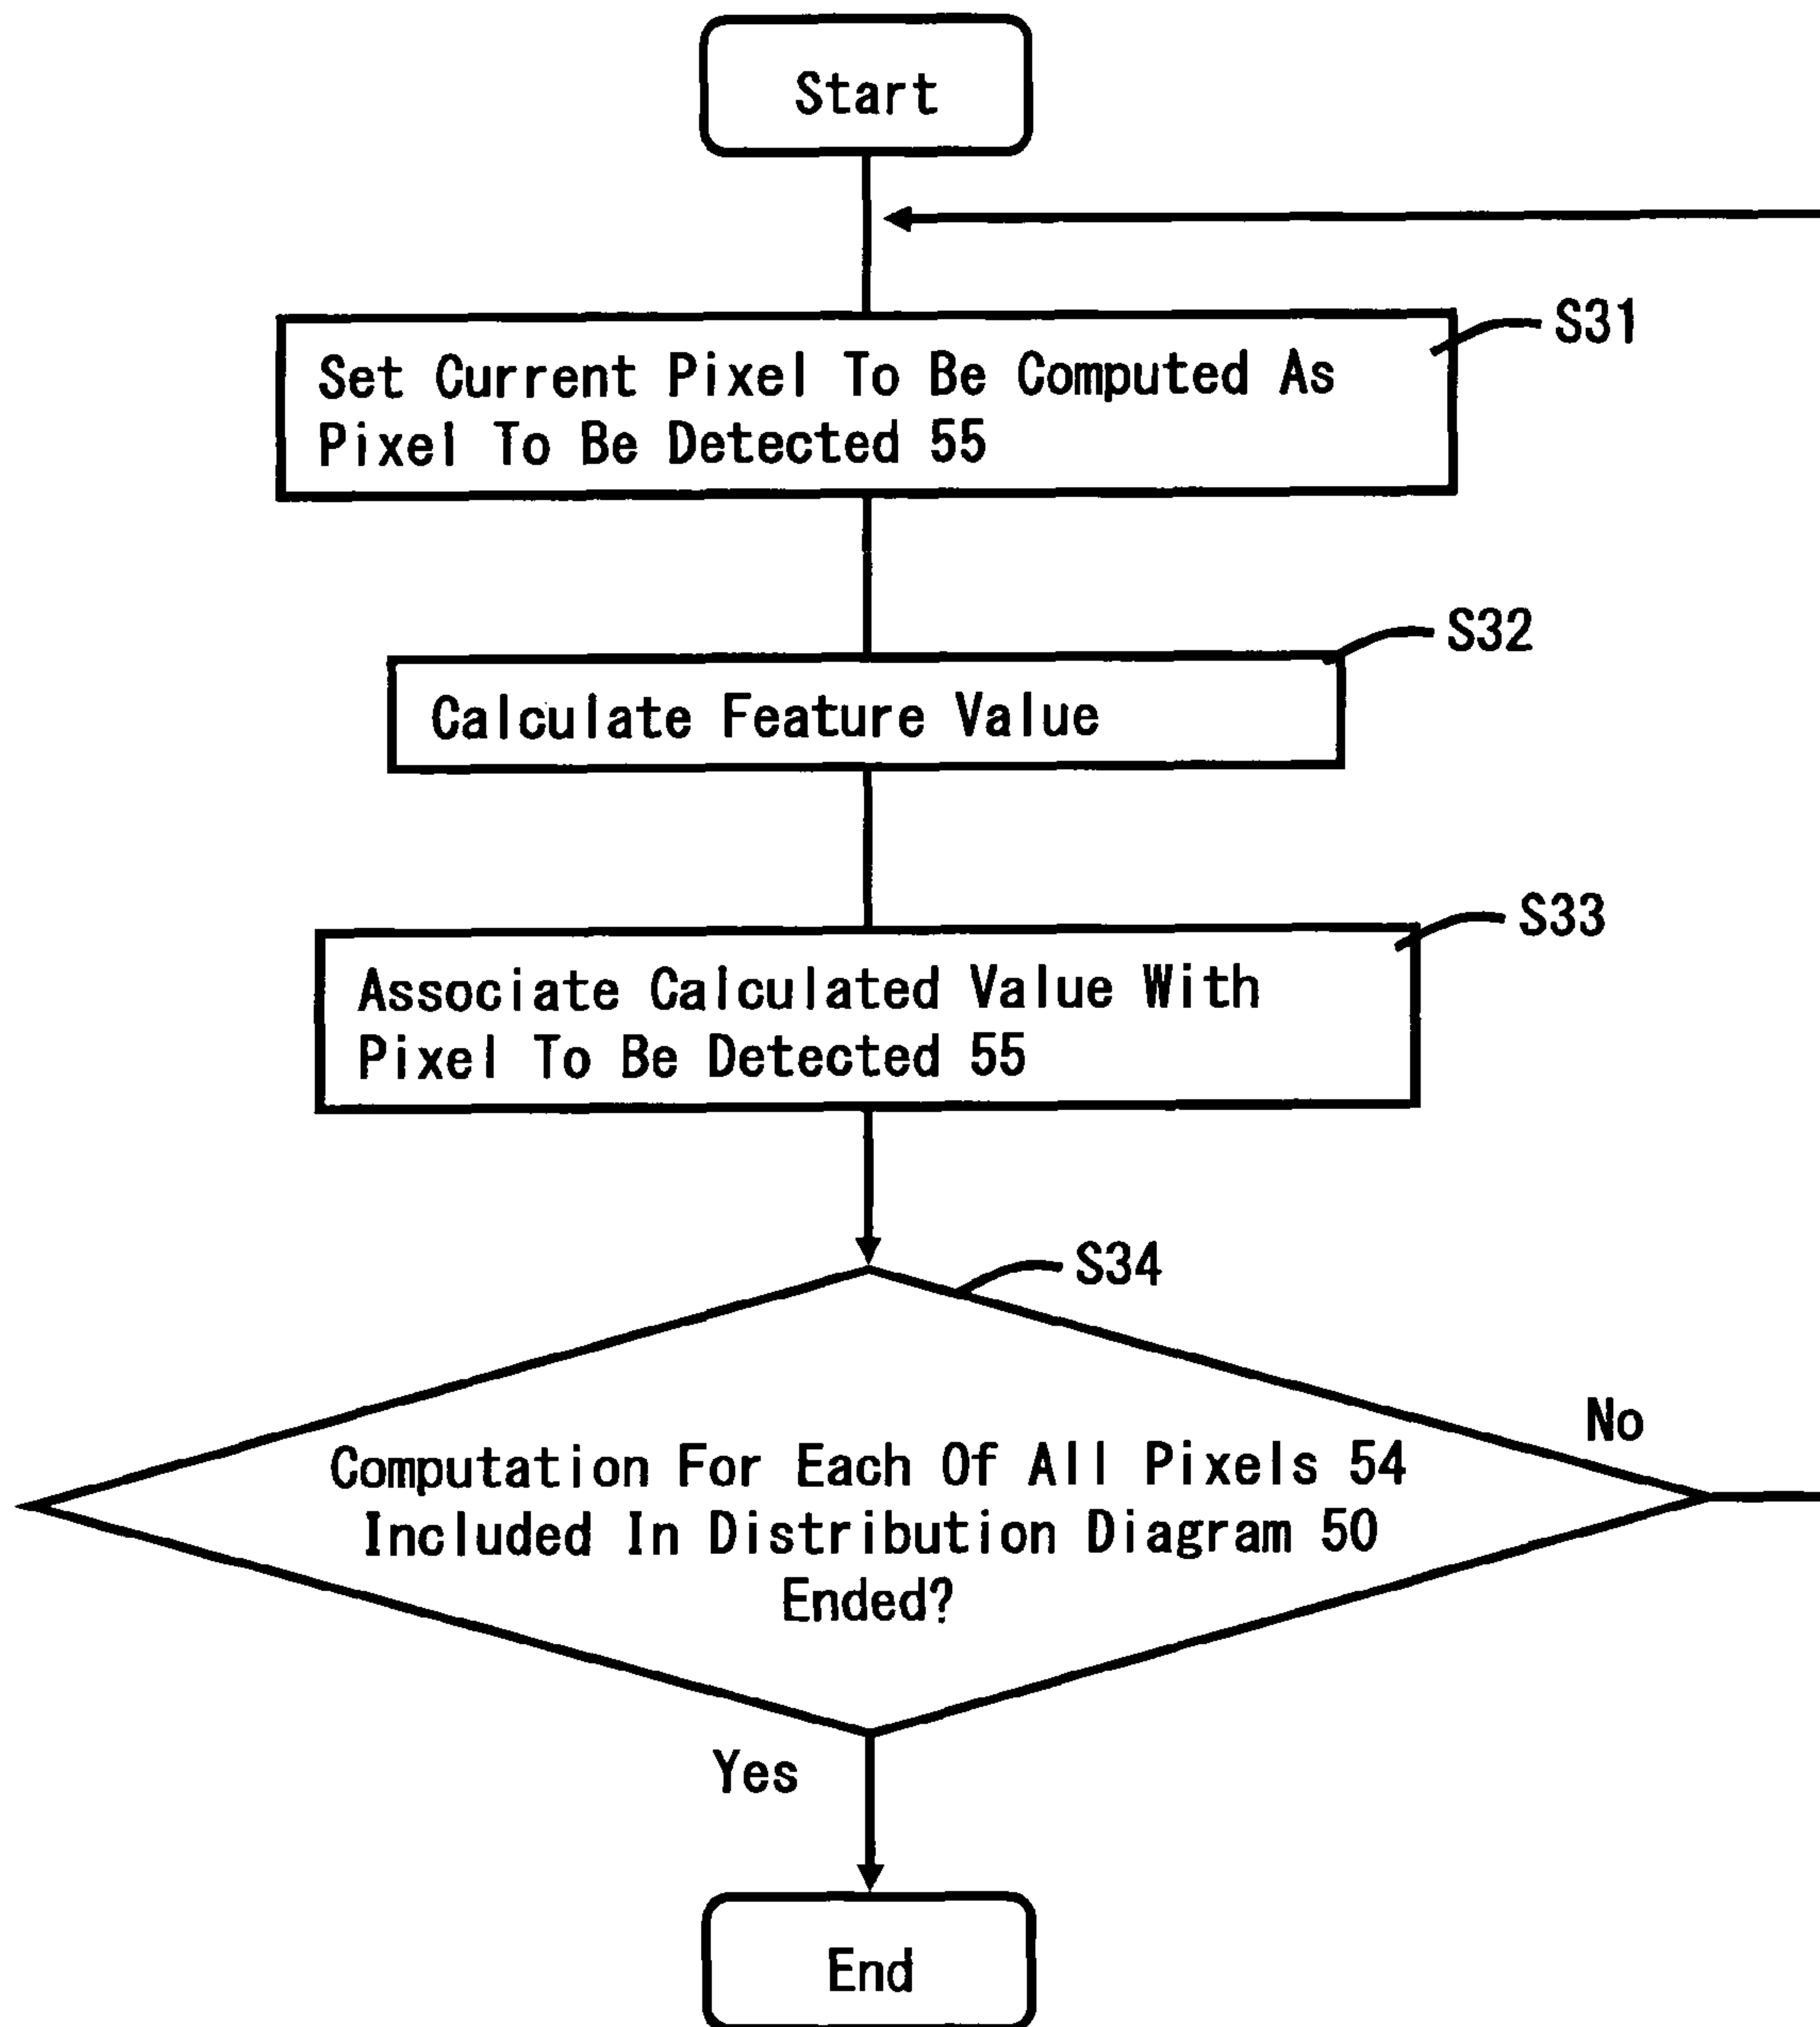 Start
S31
Set Current Pixel To Be Computed As
Pixel To Be Detected 55
S32
Calculate Feature Value
S33
Associate Calculated Value With
Pixel To Be Detected 55
S34
No
Computation For Each Of All Pixels 54
Included In Distribution Diagram 50
Ended?
Yes
End